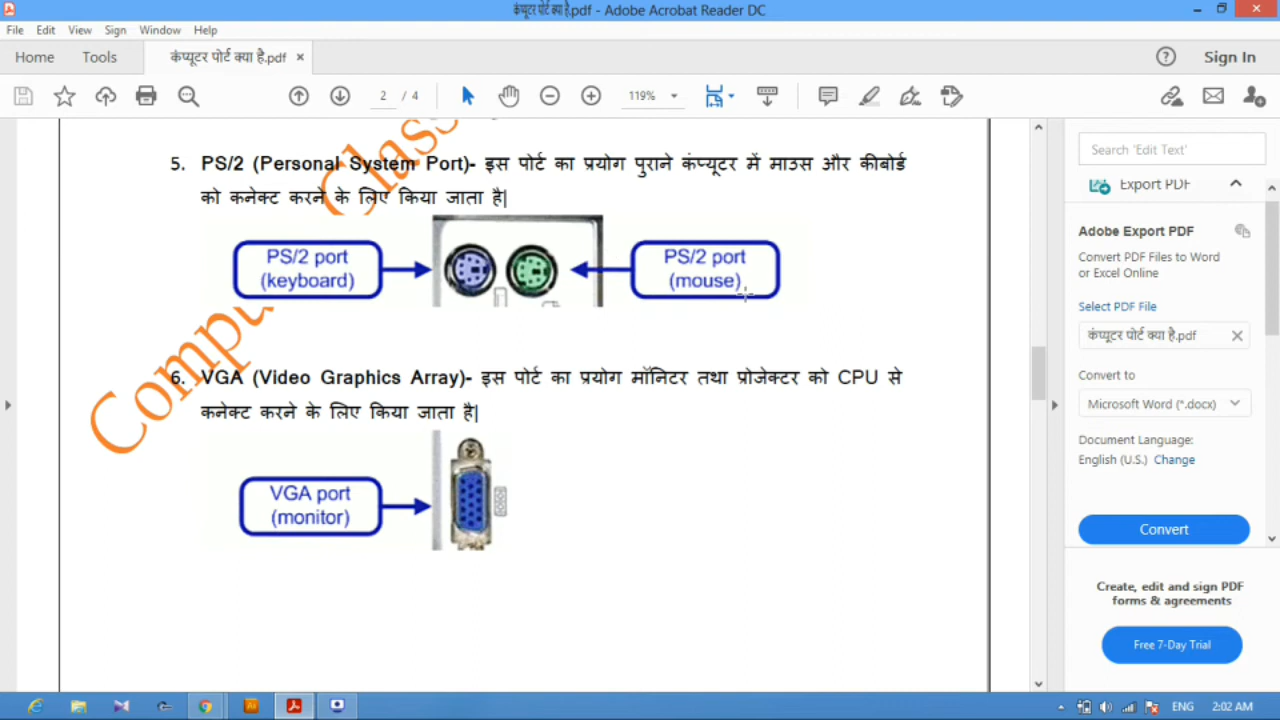 कंप्यूटर पोर्ट क्या है.pdf - Adobe Acrobat Reader DC
File Edit View Sign Window Help
Home Tools कंप्यूटर पोर्ट क्या है.pdf × Sign In
2 / 4 119%
5. PS/2 (Personal System Port)- इस पोर्ट का प्रयोग पुराने कंप्यूटर में माउस और कीबोर्ड
को कनेक्ट करने के लिए किया जाता है|
PS/2 port
(keyboard)
PS/2 port
(mouse)
6. VGA (Video Graphics Array)- इस पोर्ट का प्रयोग मॉनिटर तथा प्रोजेक्टर को CPU से
कनेक्ट करने के लिए किया जाता है|
VGA port
(monitor)
Search 'Edit Text'
Export PDF
Adobe Export PDF
Convert PDF Files to Word
or Excel Online
Select PDF File
कंप्यूटर पोर्ट क्या है.pdf
Convert to
Microsoft Word (*.docx)
Document Language:
English (U.S.) Change
Convert
Create, edit and sign PDF
forms & agreements
Free 7-Day Trial
ENG 2:02 AM